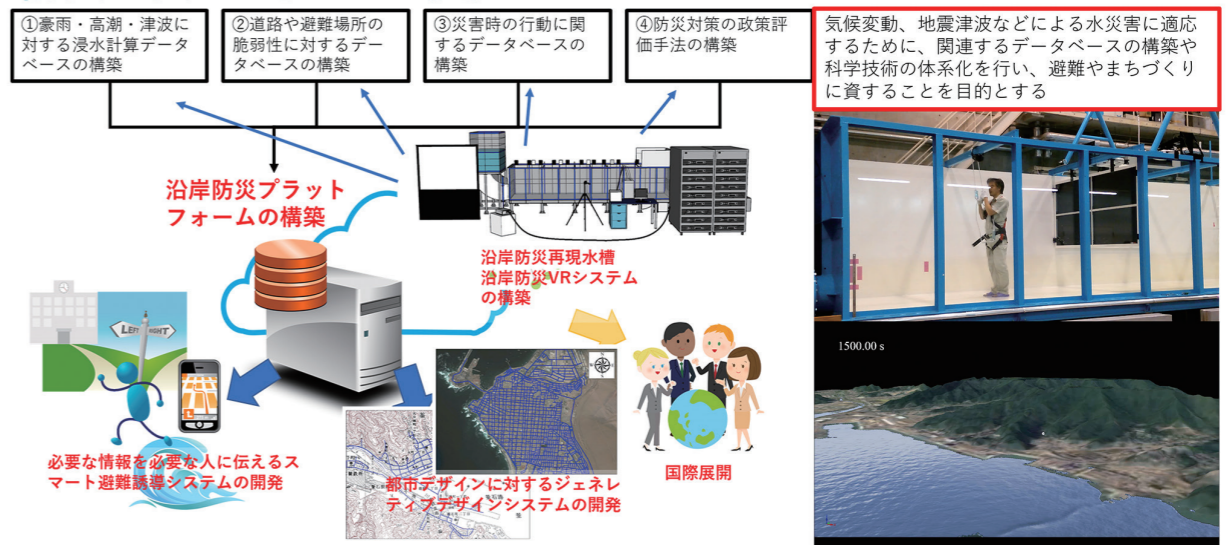 ①豪雨・高潮・津波に
対する浸水計算データ
ベースの構築
②道路や避難場所の
脆弱性に対するデー
タベースの構築
③災害時の行動に関
するデータベースの
構築
④防災対策の政策評
価手法の構築
気候変動、地震津波などによる水災害に適応
するために、関連するデータベースの構築や
科学技術の体系化を行い、避難やまちづくり
に資することを目的とする
沿岸防災プラット
フォームの構築
沿岸防災再現水槽
沿岸防災VRシステム
の構築
LEFT
RIGHT
必要な情報を必要な人に伝えるス
マート避難誘導システムの開発
都市デザインに対するジェネレ
ティブデザインシステムの開発
国際展開
1500.00 s